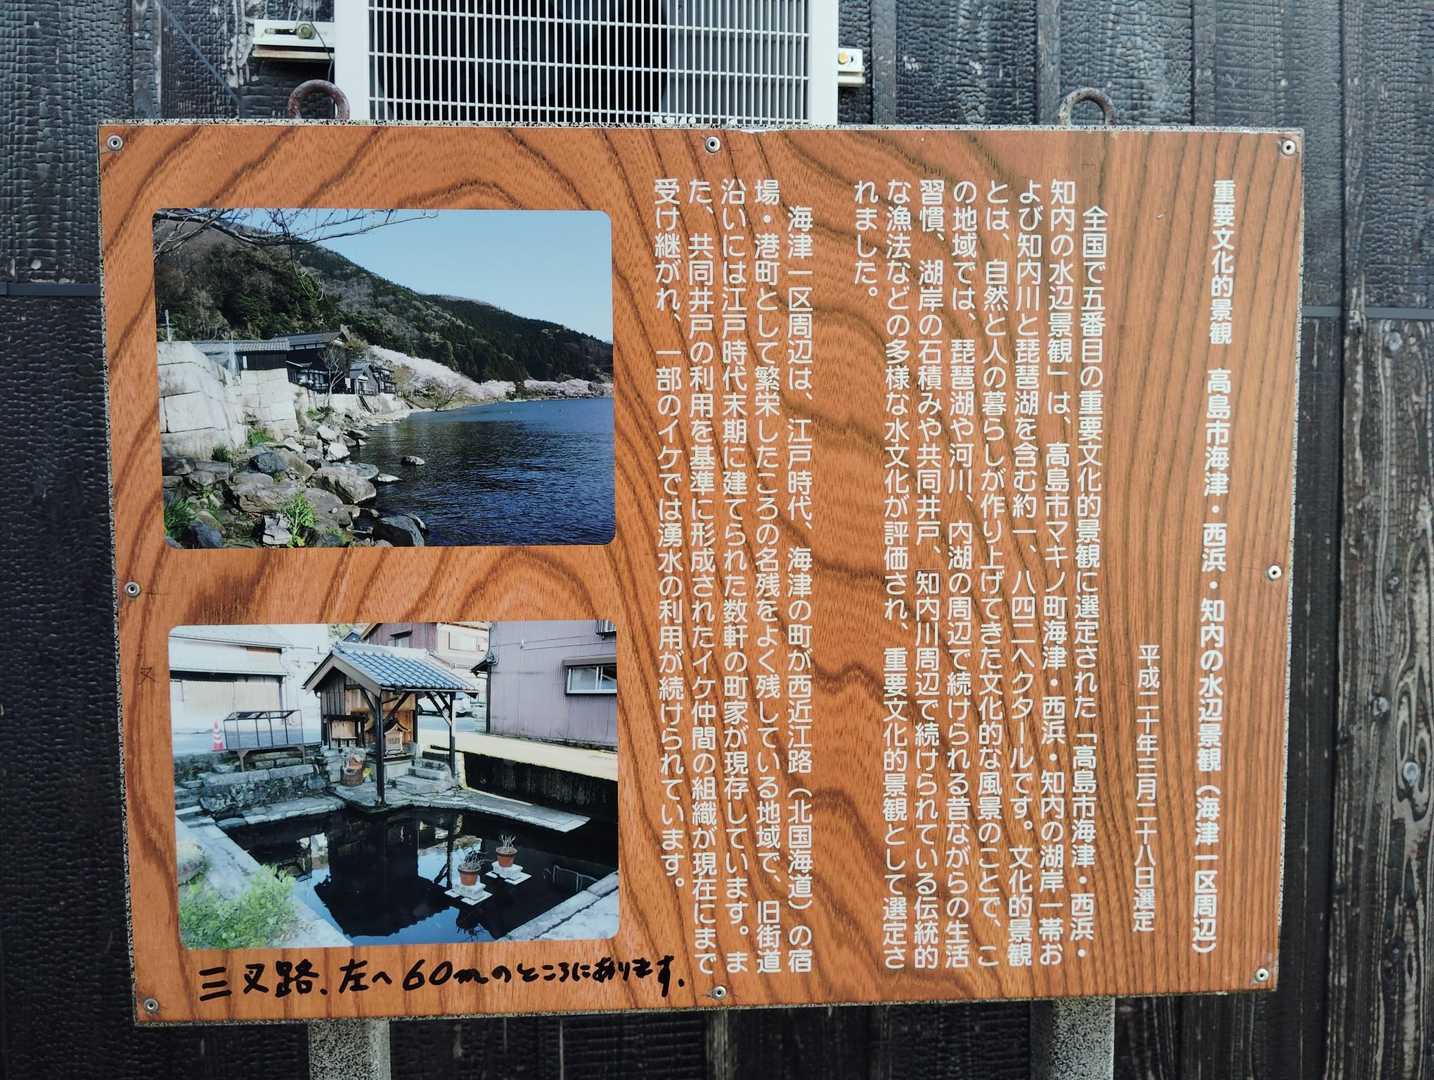 重要文化的景観　高島市海津・西浜・知内の水辺景観（海津一区周辺）
平成二十年三月二十八日選定
全国で五番目の重要文化的景観に選定された「高島市海津・西浜・
知内の水辺景観」は、高島市マキノ町海津・西浜・知内の湖岸一帯お
よび知内川と琵琶湖を含む約一、八四二ヘクタールです。文化的景観
とは、自然と人の暮らしが作り上げてきた文化的な風景のことで、こ
の地域では、琵琶湖や河川、内湖の周辺で続けられる昔ながらの生活
習慣、湖岸の石積みや共同井戸、知内川周辺で続けられている伝統的
な漁法などの多様な水文化が評価され、重要文化的景観として選定さ
れました。
海津一区周辺は、江戸時代、海津の町が西近江路（北国海道）の宿
場・港町として繁栄したころの名残をよく残している地域で、旧街道
沿いには江戸時代末期に建てられた数軒の町家が現存しています。ま
た、共同井戸の利用を基準に形成されたイケ仲間の組織が現在にまで
受け継がれ、一部のイケでは湧水の利用が続けられています。
三叉路、左へ60mのところにあります。